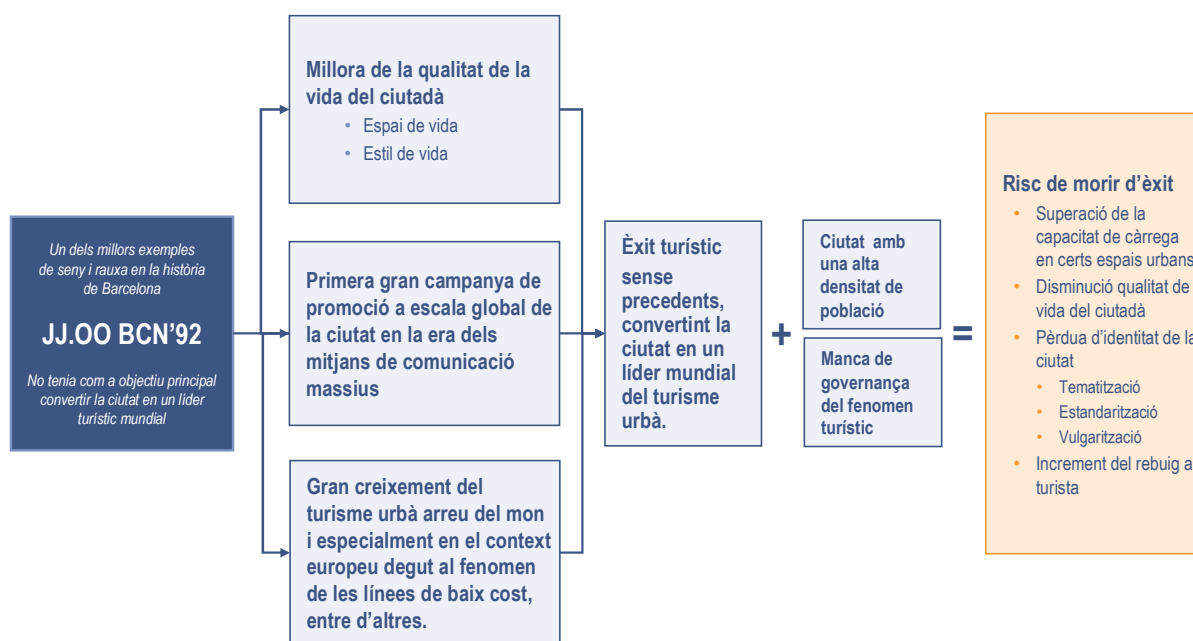 Un dels millors exemples
de seny i rauxa en la història
de Barcelona
JJ.OO BCN'92
No tenia com a objectiu principal
convertir la ciutat en un líder
turístic mundial
Millora de la qualitat de la
vida del ciutadà
• Espai de vida
• Estil de vida
Primera gran campanya de
promoció a escala global de
la ciutat en la era dels
mitjans de comunicació
massius
Gran creixement del
turisme urbà arreu del mon
i especialment en el context
europeu degut al fenomen
de les línees de baix cost,
entre d'altres.
Èxit turístic
sense
precedents,
convertint la
ciutat en un
líder mundial
del turisme
urbà.
+
Ciutat amb
una alta
densitat de
població
Manca de
governança
del fenomen
turístic
=
Risc de morir d'èxit
• Superació de la
capacitat de càrrega
en certs espais urbans
• Disminució qualitat de
vida del ciutadà
• Pèrdua d'identitat de la
ciutat
• Tematització
• Estandarització
• Vulgarització
• Increment del rebuig a
turista